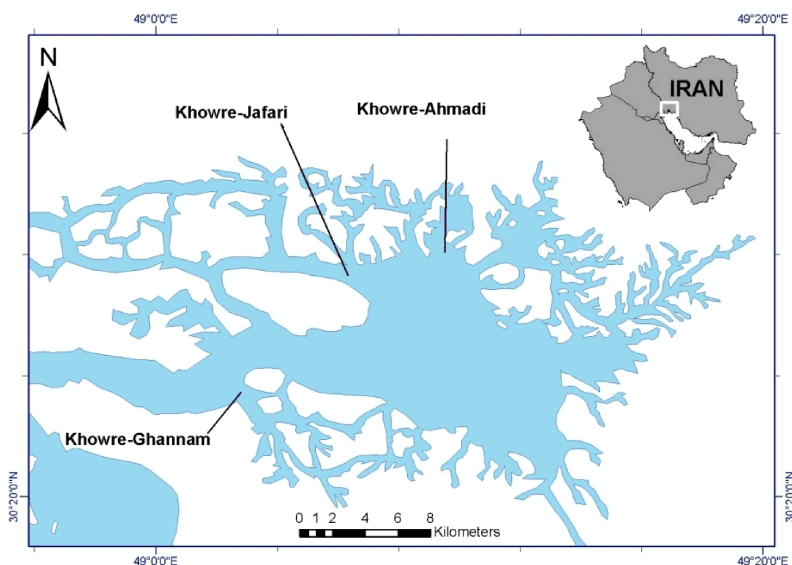 49°0'0"E
49°20'0"E
N
IRAN
Khowre-Jafari
Khowre-Ahmadi
Khowre-Ghannam
30°20'0"N
30°20'0"N
0 1 2 4 6 8
Kilometers
49°0'0"E
49°20'0"E